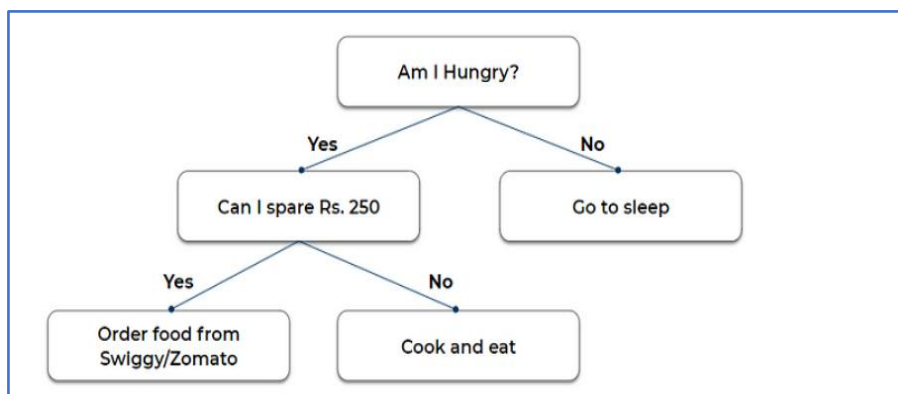 Am I Hungry?
Yes
No
Can I spare Rs. 250
Go to sleep
Yes
No
Order food from
Swiggy/Zomato
Cook and eat